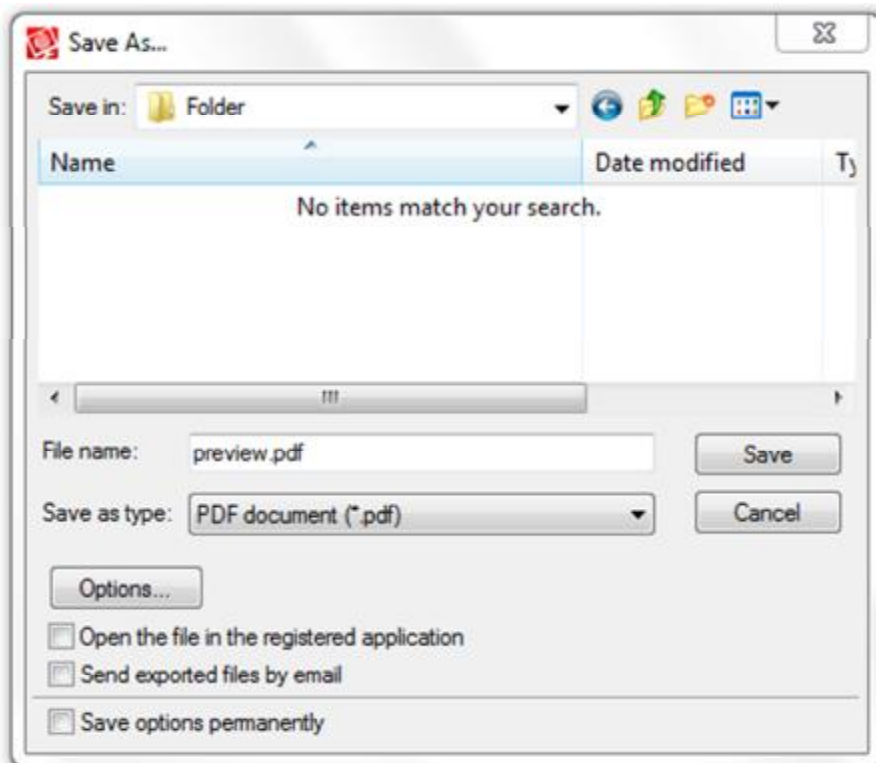 Save As...
Save in: Folder
Name Date modified Ty
No items match your search.
File name: preview.pdf Save
Save as type: PDF document (*.pdf) Cancel
Options...
Open the file in the registered application
Send exported files by email
Save options permanently